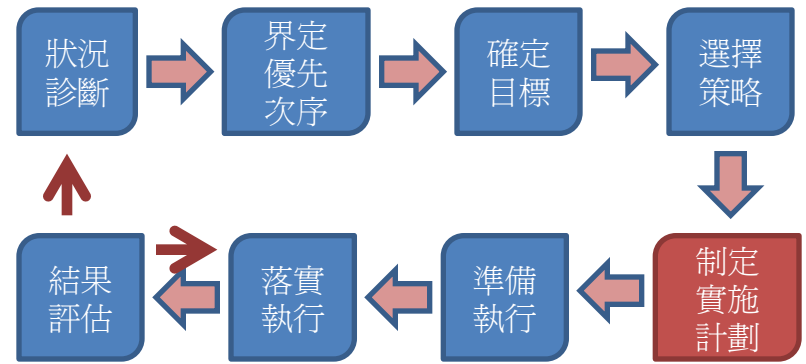 狀況
診斷
界定
優先
次序
確定
目標
選擇
策略
制定
實施
計劃
準備
執行
落實
執行
結果
評估